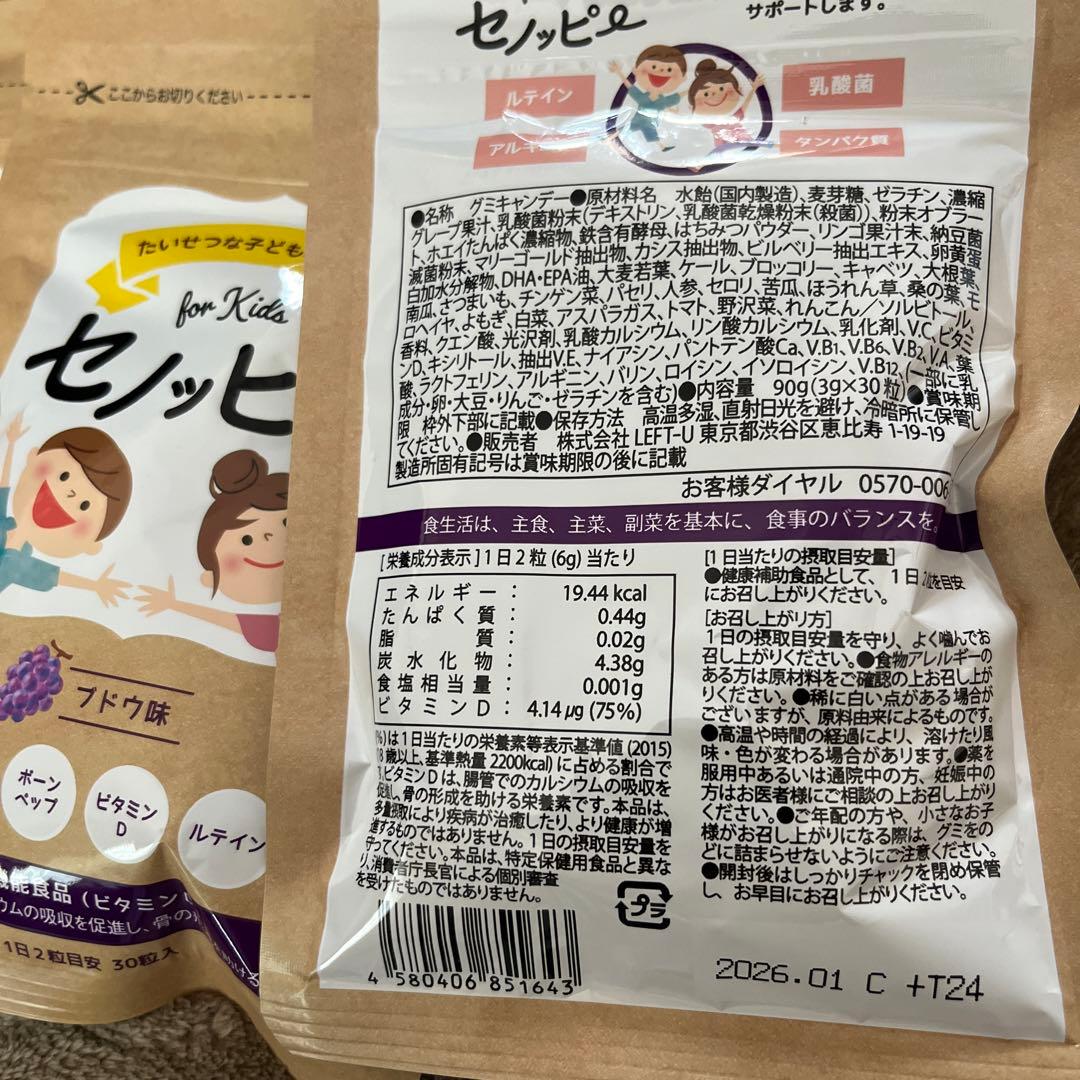 ここからお切りください
たいせつな子ども
for Kids
セノッピ
ブドウ味
ボーン
ペップ
ビタミン
D
ルテイン
機能食品（ビタミン
ウムの吸収を促進し、骨の
1日2粒目安 30粒入
サポートします。
セノッピー
ルテイン
乳酸菌
アルギ
タンパク質
●名称 グミキャンデー●原材料名 水飴（国内製造）、麦芽糖、ゼラチン、濃縮
グレープ果汁、乳酸菌粉末（デキストリン、乳酸菌乾燥粉末（殺菌））、粉末オブラー
ト、ホエイたんぱく濃縮物、鉄含有酵母、はちみつパウダー、リンゴ果汁末、納豆菌
滅菌粉末、マリーゴールド抽出物、カシス抽出物、ビルベリー抽出エキス、卵黄蛋
白加水分解物、DHA・EPA油、大麦若葉、ケール、ブロッコリー、キャベツ、大根葉、
南瓜、さつまいも、チンゲン菜、パセリ、人参、セロリ、苦瓜、ほうれん草、桑の葉、モ
ロヘイヤ、よもぎ、白菜、アスパラガス、トマト、野沢菜、れんこん／ソルビトール、
香料、クエン酸、光沢剤、乳酸カルシウム、リン酸カルシウム、乳化剤、V.C、ビタミ
ンD、キシリトール、抽出V.E、ナイアシン、パントテン酸Ca、V.B₁、V.B₆、V.B₂、V.A、葉
酸、ラクトフェリン、アルギニン、バリン、ロイシン、イソロイシン、V.B₁₂、（一部に乳
成分・卵・大豆・りんご・ゼラチンを含む）●内容量 90g（3g×30粒）●賞味期
限 枠外下部に記載●保存方法 高温多湿、直射日光を避け、冷暗所に保管し
てください。●販売者 株式会社 LEFT-U 東京都渋谷区恵比寿 1-19-19
製造所固有記号は賞味期限の後に記載
お客様ダイヤル 0570-006
食生活は、主食、主菜、副菜を基本に、食事のバランスを。
[栄養成分表示]1日2粒（6g）当たり
エネルギー： 19.44 kcal
たんぱく質： 0.44g
脂質： 0.02g
炭水化物： 4.38g
食塩相当量： 0.001g
ビタミンD： 4.14㎍（75%）
%）は1日当たりの栄養素等表示基準値（2015）
8歳以上、基準熱量2200kcal）に占める割合で
す。ビタミンDは、腸管でのカルシウムの吸収を
促進し、骨の形成を助ける栄養素です。本品は、
多量摂取により疾病が治癒したり、より健康が増
進するものではありません。1日の摂取目安量を
守ってください。本品は、特定保健用食品と異な
り、消費者庁長官による個別審査
を受けたものではありません。
[1日当たりの摂取目安量]
●健康補助食品として、1日2粒を目安
にお召し上がりください。
[お召し上がり方]
1日の摂取目安量を守り、よく噛んでお
召し上がりください。●食物アレルギーの
ある方は原材料をご確認の上お召し上が
りください。●稀に白い点がある場合が
ございますが、原料由来によるものです。
●高温や時間の経過により、溶けたり風
味・色が変わる場合があります。●薬を
服用中あるいは通院中の方、妊娠中の
方はお医者様にご相談の上お召し上がり
ください。●ご年配の方や、小さなお子
様がお召し上がりになる際は、グミをの
どに詰まらせないようにご注意ください。
●開封後はしっかりチャックを閉め保管
し、お早目にお召し上がりください。
プラ
4 580406 851643
2026.01 C +T24